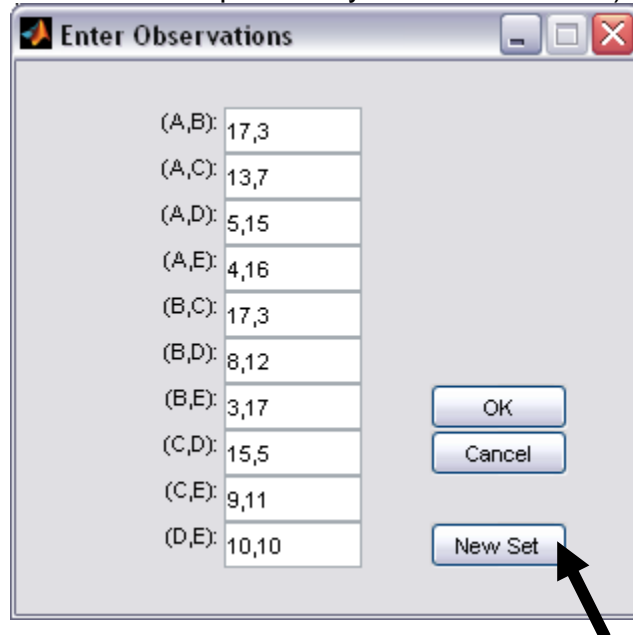 Enter Observations
(A,B): 17,3
(A,C): 13,7
(A,D): 5,15
(A,E): 4,16
(B,C): 17,3
(B,D): 8,12
(B,E): 3,17
OK
(C,D): 15,5
Cancel
(C,E): 9,11
(D,E): 10,10
New Set